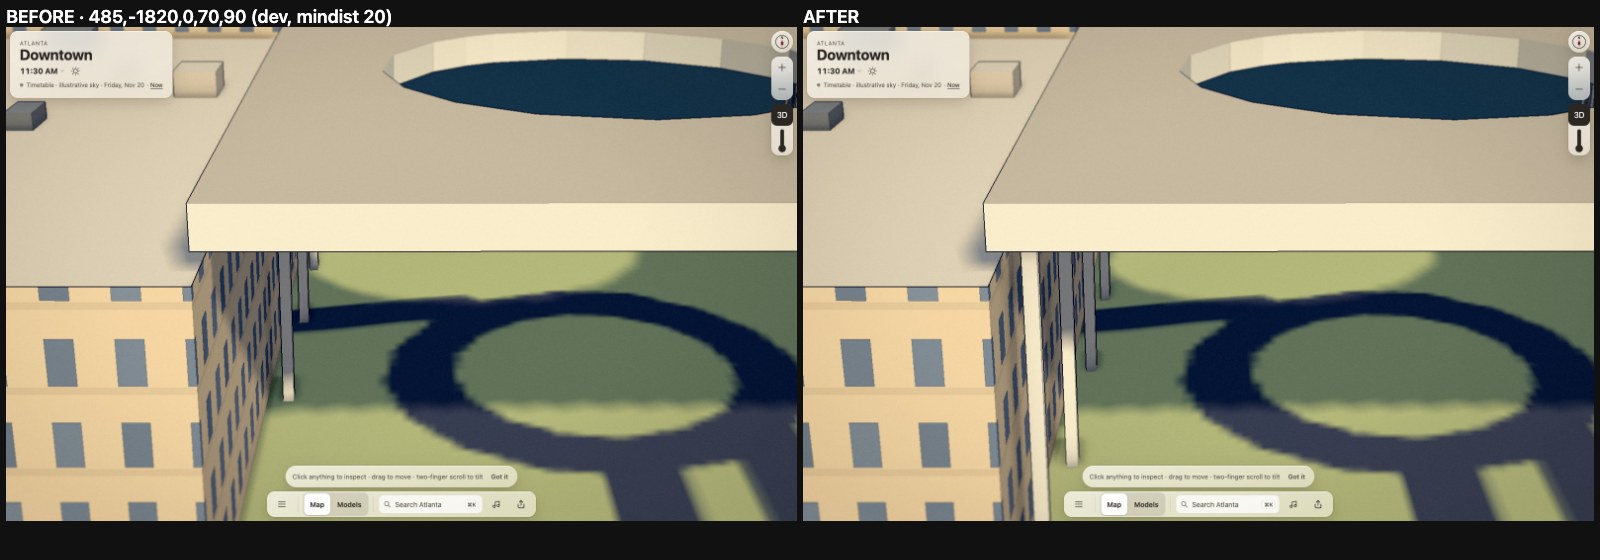 BEFORE · 485,-1820,0,70,90 (dev, mindist 20)
ATLANTA
Downtown
11:30 AM
Timetable · illustrative sky · Friday, Nov 20 · Now
+
−
3D
Click anything to inspect · drag to move · two-finger scroll to tilt Got it
Map Models Search Atlanta ⌘K
AFTER
ATLANTA
Downtown
11:30 AM
Timetable · illustrative sky · Friday, Nov 20 · Now
+
−
3D
Click anything to inspect · drag to move · two-finger scroll to tilt Got it
Map Models Search Atlanta ⌘K